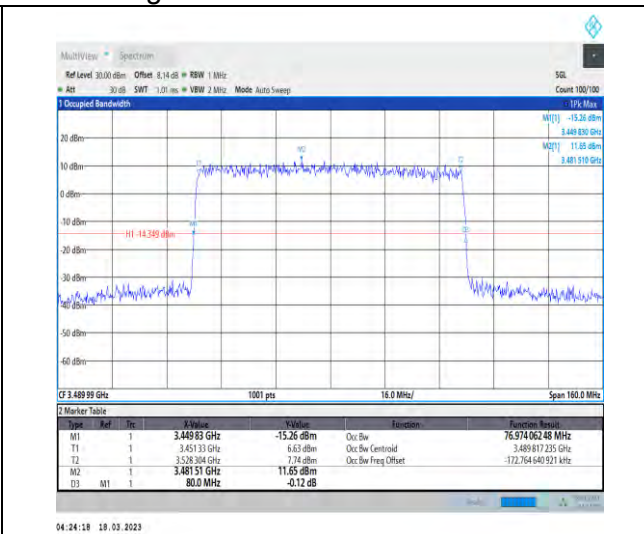 MultiView Spectrum
Ref Level 30.00 dBm Offset 8.14 dB RBW 1 MHz SGL
Att 30 dB SWT 1.01 ms VBW 2 MHz Mode Auto Sweep Count 100/100
1 Occupied Bandwidth 1Pk Max
M1[1] -15.26 dBm
3.449 830 GHz
20 dBm
M2[1] 11.65 dBm
M2
3.481 510 GHz
10 dBm
0 dBm
-10 dBm
M1
H1 -14.349 dBm
D3
-20 dBm
-30 dBm
-40 dBm
-50 dBm
-60 dBm
CF 3.489 99 GHz 1001 pts 16.0 MHz/ Span 160.0 MHz
2 Marker Table
Type Ref Trc X-Value Y-Value Function Function Result
M1 1 3.449 83 GHz -15.26 dBm Occ Bw 76.974 062 48 MHz
T1 1 3.451 33 GHz 6.63 dBm Occ Bw Centroid 3.489 817 235 GHz
T2 1 3.528 304 GHz 7.74 dBm Occ Bw Freq Offset -172.764 640 921 kHz
M2 1 3.481 51 GHz 11.65 dBm
D3 M1 1 80.0 MHz -0.12 dB
04:24:18 18.03.2023